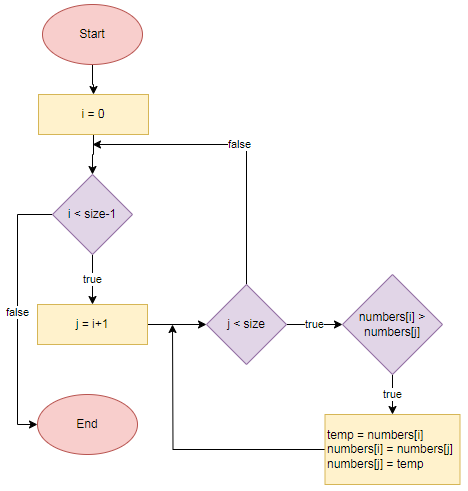 Start
i = 0
false
i < size-1
true
false
j = i+1
j < size
true
numbers[i] >
numbers[j]
true
End
temp = numbers[i]
numbers[i] = numbers[j]
numbers[j] = temp